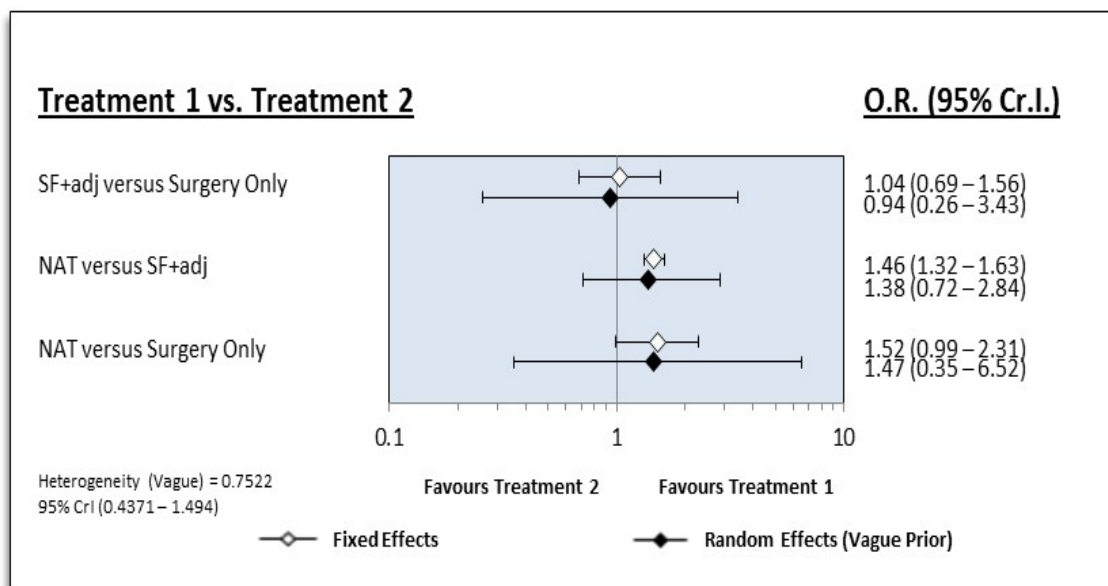 Treatment 1 vs. Treatment 2
O.R. (95% Cr.I.)
SF+adj versus Surgery Only
1.04 (0.69 – 1.56)
0.94 (0.26 – 3.43)
NAT versus SF+adj
1.46 (1.32 – 1.63)
1.38 (0.72 – 2.84)
NAT versus Surgery Only
1.52 (0.99 – 2.31)
1.47 (0.35 – 6.52)
0.1 1 10
Heterogeneity (Vague) = 0.7522
95% CrI (0.4371 – 1.494)
Favours Treatment 2 Favours Treatment 1
Fixed Effects Random Effects (Vague Prior)